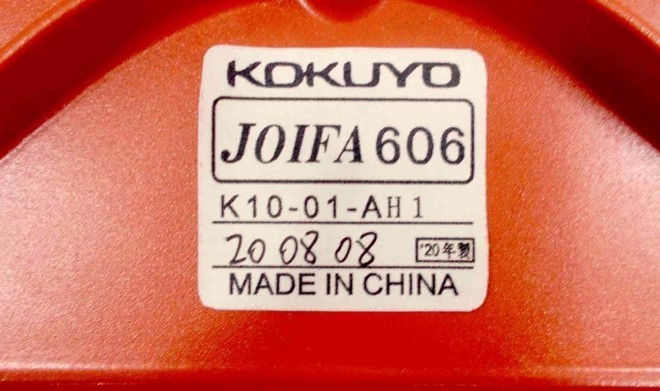 KOKUYO
JOIFA 606
K10-01-AH1
20 08 08 '20年製
MADE IN CHINA